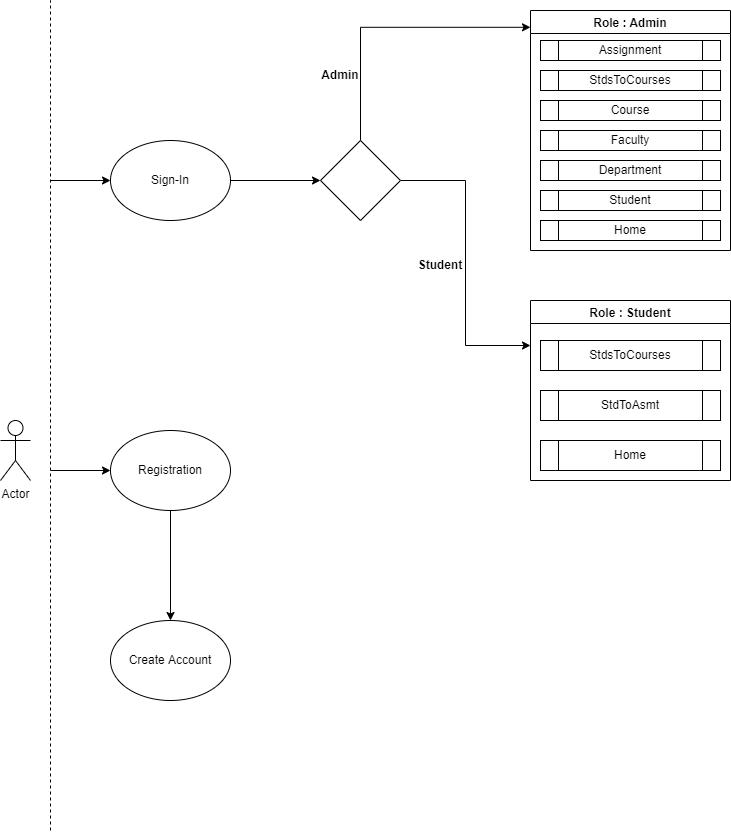 Role : Admin
Assignment
StdsToCourses
Course
Faculty
Department
Student
Home
Admin
Sign-In
Student
Role : Student
StdsToCourses
StdToAsmt
Home
Actor
Registration
Create Account